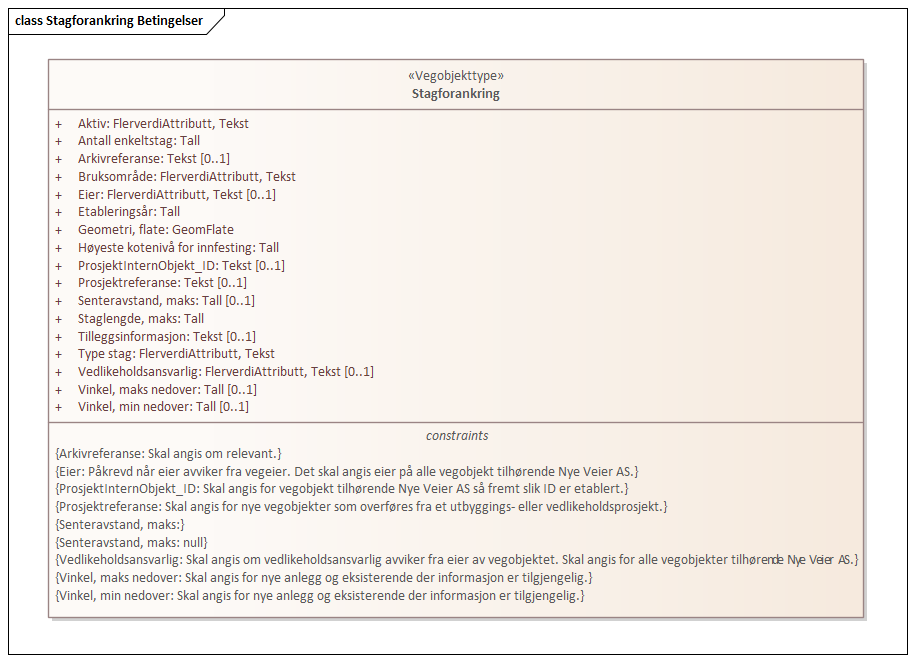 class Stagforankring Betingelser
«Vegobjekttype»
Stagforankring
+ Aktiv: FlerverdiAttributt, Tekst
+ Antall enkeltstag: Tall
+ Arkivreferanse: Tekst [0..1]
+ Bruksområde: FlerverdiAttributt, Tekst
+ Eier: FlerverdiAttributt, Tekst [0..1]
+ Etableringsår: Tall
+ Geometri, flate: GeomFlate
+ Høyeste kotenivå for innfesting: Tall
+ ProsjektInternObjekt_ID: Tekst [0..1]
+ Prosjektreferanse: Tekst [0..1]
+ Senteravstand, maks: Tall [0..1]
+ Staglengde, maks: Tall
+ Tilleggsinformasjon: Tekst [0..1]
+ Type stag: FlerverdiAttributt, Tekst
+ Vedlikeholdsansvarlig: FlerverdiAttributt, Tekst [0..1]
+ Vinkel, maks nedover: Tall [0..1]
+ Vinkel, min nedover: Tall [0..1]
constraints
{Arkivreferanse: Skal angis om relevant.}
{Eier: Påkrevd når eier avviker fra vegeier. Det skal angis eier på alle vegobjekt tilhørende Nye Veier AS.}
{ProsjektInternObjekt_ID: Skal angis for vegobjekt tilhørende Nye Veier AS så fremt slik ID er etablert.}
{Prosjektreferanse: Skal angis for nye vegobjekter som overføres fra et utbyggings- eller vedlikeholdsprosjekt.}
{Senteravstand, maks:}
{Senteravstand, maks: null}
{Vedlikeholdsansvarlig: Skal angis om vedlikeholdsansvarlig avviker fra eier av vegobjektet. Skal angis for alle vegobjekter tilhørende Nye Veier AS.}
{Vinkel, maks nedover: Skal angis for nye anlegg og eksisterende der informasjon er tilgjengelig.}
{Vinkel, min nedover: Skal angis for nye anlegg og eksisterende der informasjon er tilgjengelig.}